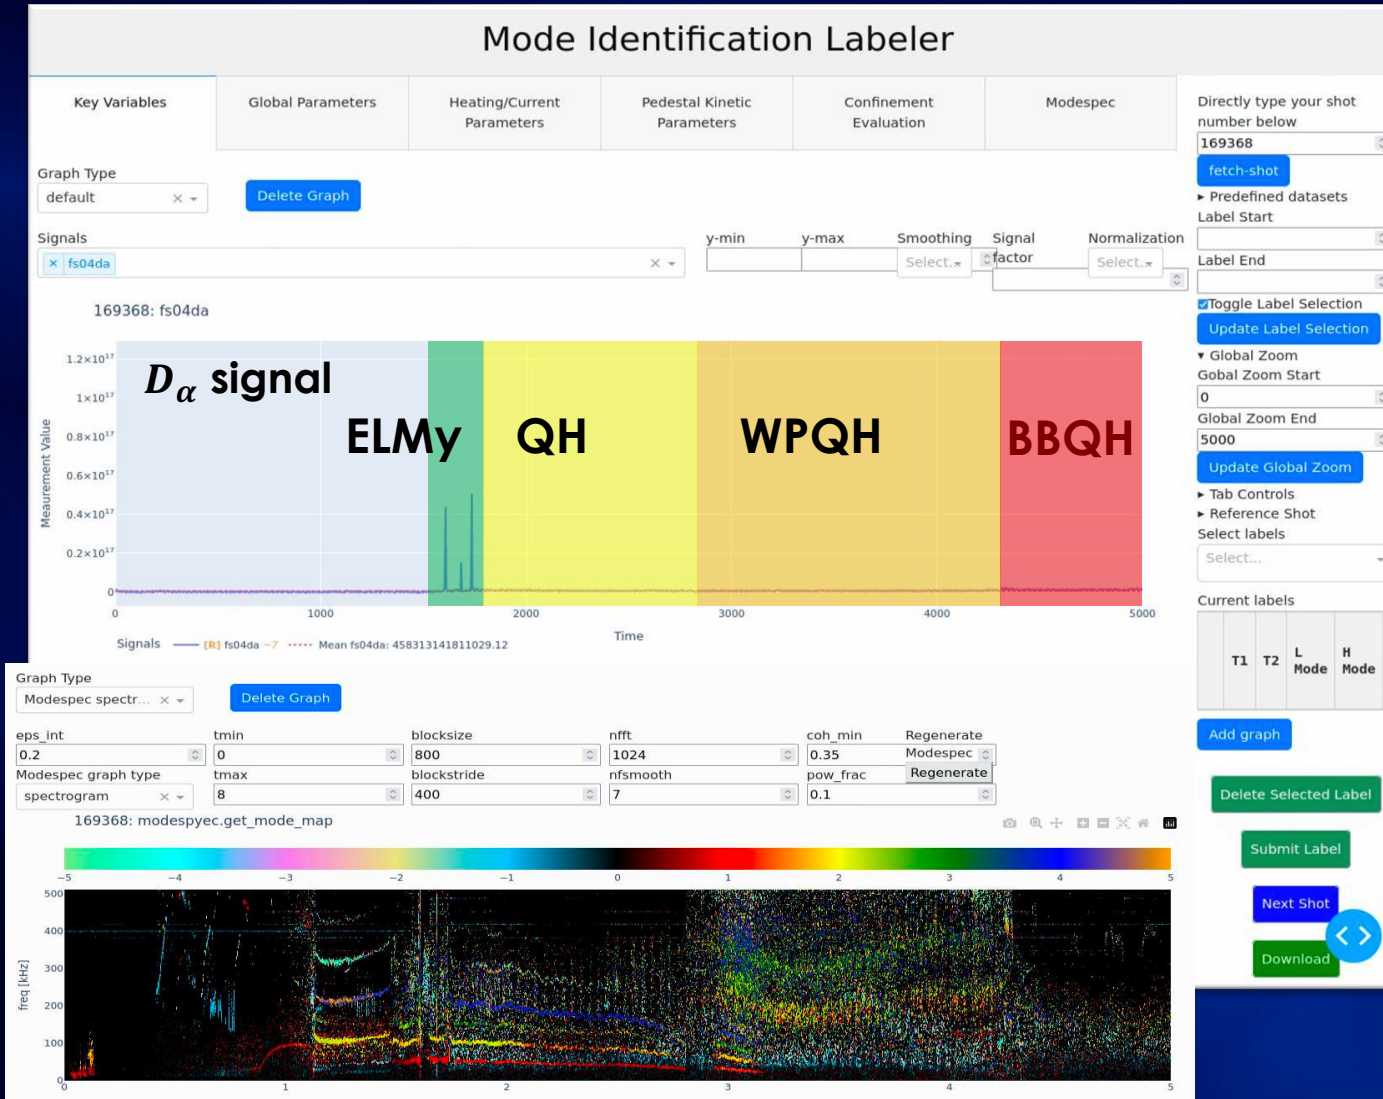 Mode Identification Labeler
Key Variables
Global Parameters
Heating/Current
Parameters
Pedestal Kinetic
Parameters
Confinement
Evaluation
Modespec
Graph Type
default × 
Delete Graph
Signals
× fs04da ×
y-min
y-max
Smoothing
Select...
Signal
factor
Normalization
Select...
169368: fs04da
Dα signal
ELMy
QH
WPQH
BBQH
Meaurement Value
1.2×10¹⁷
1×10¹⁷
0.8×10¹⁷
0.6×10¹⁷
0.4×10¹⁷
0.2×10¹⁷
0
0 1000 2000 3000 4000 5000
Time
Signals [R] fs04da ~7 Mean fs04da: 458313141811029.12
Directly type your shot
number below
169368
fetch-shot
▸ Predefined datasets
Label Start
Label End
Toggle Label Selection
Update Label Selection
▾ Global Zoom
Gobal Zoom Start
0
Global Zoom End
5000
Update Global Zoom
▸ Tab Controls
▸ Reference Shot
Select labels
Select...
Current labels
T1 T2 L Mode H Mode
Add graph
Delete Selected Label
Submit Label
Next Shot
< >
Download
Graph Type
Modespec spectr... ×
Delete Graph
eps_int
0.2
tmin
0
blocksize
800
nfft
1024
coh_min
0.35
Regenerate
Modespec
Regenerate
Modespec graph type
spectrogram ×
tmax
8
blockstride
400
nfsmooth
7
pow_frac
0.1
169368: modespyec.get_mode_map
−5 −4 −3 −2 −1 0 1 2 3 4 5
freq [kHz]
500
400
300
200
100
0
0 1 2 3 4 5